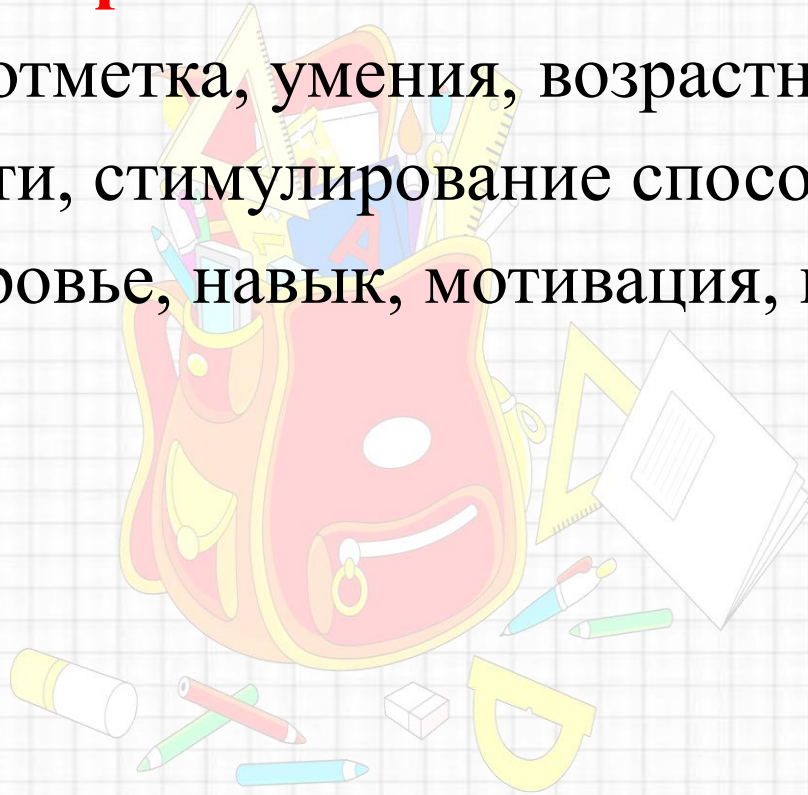 отметка, умения, возрастн
ти, стимулирование спосо
ровье, навык, мотивация,